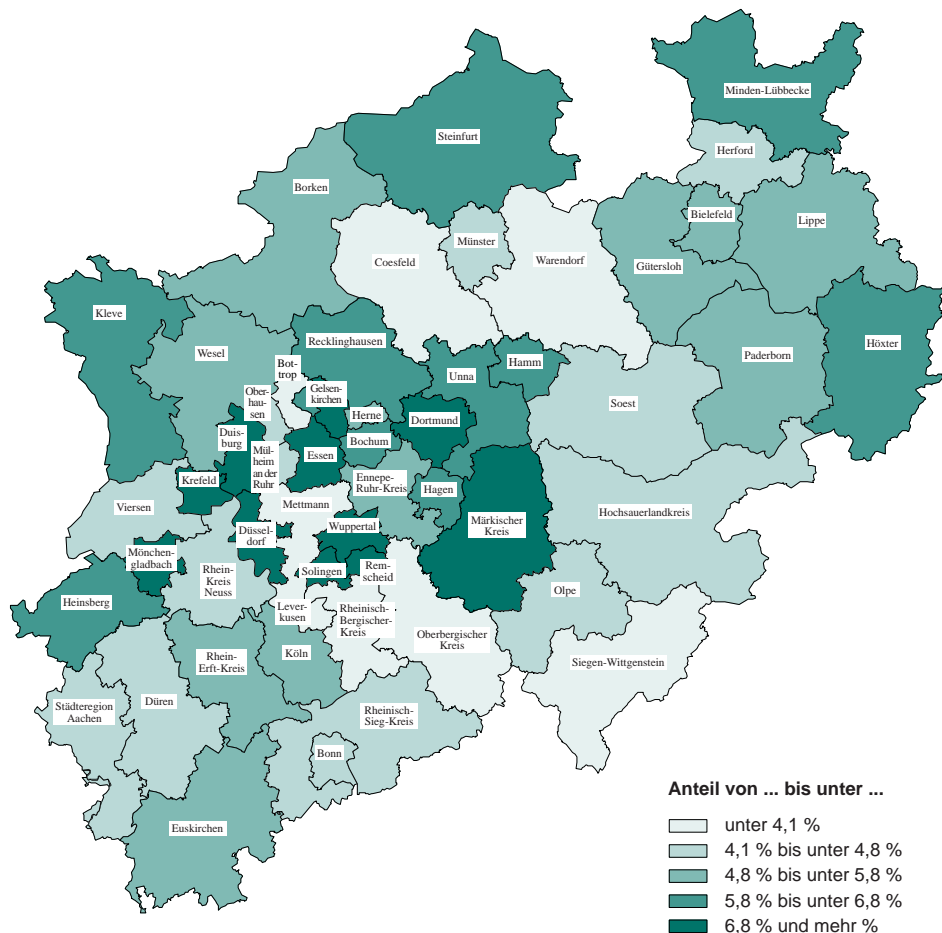 Minden-Lübbecke
Steinfurt
Herford
Borken
Bielefeld
Lippe
Münster
Coesfeld
Warendorf
Gütersloh
Kleve
Höxter
Recklinghausen
Wesel
Paderborn
Hamm
Unna
Bot-
trop
Gelsen-
kirchen
Ober-
hau-
sen
Soest
Herne
Dortmund
Duis-
burg
Bochum
Mül-
heim
an der
Ruhr
Essen
Krefeld
Ennepe-
Ruhr-Kreis
Hagen
Viersen
Mettmann
Hochsauerlandkreis
Märkischer
Kreis
Wuppertal
Düssel-
dorf
Mönchen-
gladbach
Solingen
Rem-
scheid
Rhein-
Kreis
Neuss
Olpe
Heinsberg
Lever-
kusen
Rheinisch-
Bergischer-
Kreis
Oberbergischer
Kreis
Rhein-
Erft-Kreis
Köln
Siegen-Wittgenstein
Städteregion
Aachen
Düren
Rheinisch-
Sieg-Kreis
Bonn
Euskirchen
Anteil von ... bis unter ...
unter 4,1 %
4,1 % bis unter 4,8 %
4,8 % bis unter 5,8 %
5,8 % bis unter 6,8 %
6,8 % und mehr %